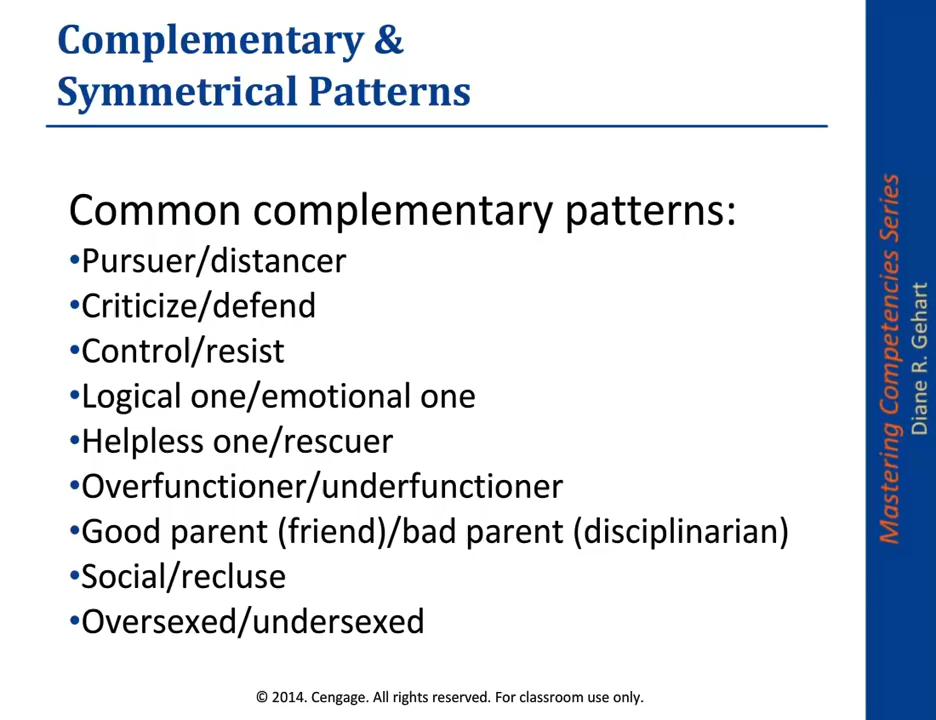 Complementary &
Symmetrical Patterns
Common complementary patterns:
•Pursuer/distancer
•Criticize/defend
•Control/resist
•Logical one/emotional one
•Helpless one/rescuer
•Overfunctioner/underfunctioner
•Good parent (friend)/bad parent (disciplinarian)
•Social/recluse
•Oversexed/undersexed
© 2014. Cengage. All rights reserved. For classroom use only.
Mastering Competencies Series
Diane R. Gehart